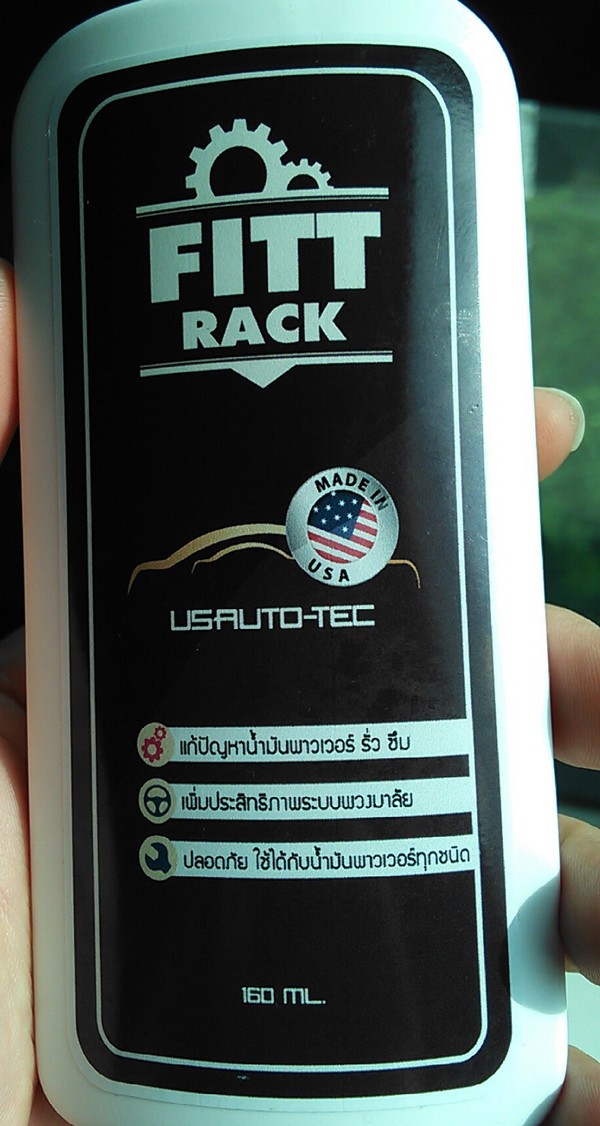 FITT
RACK
MADE IN
USA
USAUTO-TEC
แก้ปัญหาน้ำมันพาวเวอร์ รั่ว ซึม
เพิ่มประสิทธิภาพระบบพวงมาลัย
ปลอดภัย ใช้ได้กับน้ำมันพาวเวอร์ทุกชนิด
160 ML.